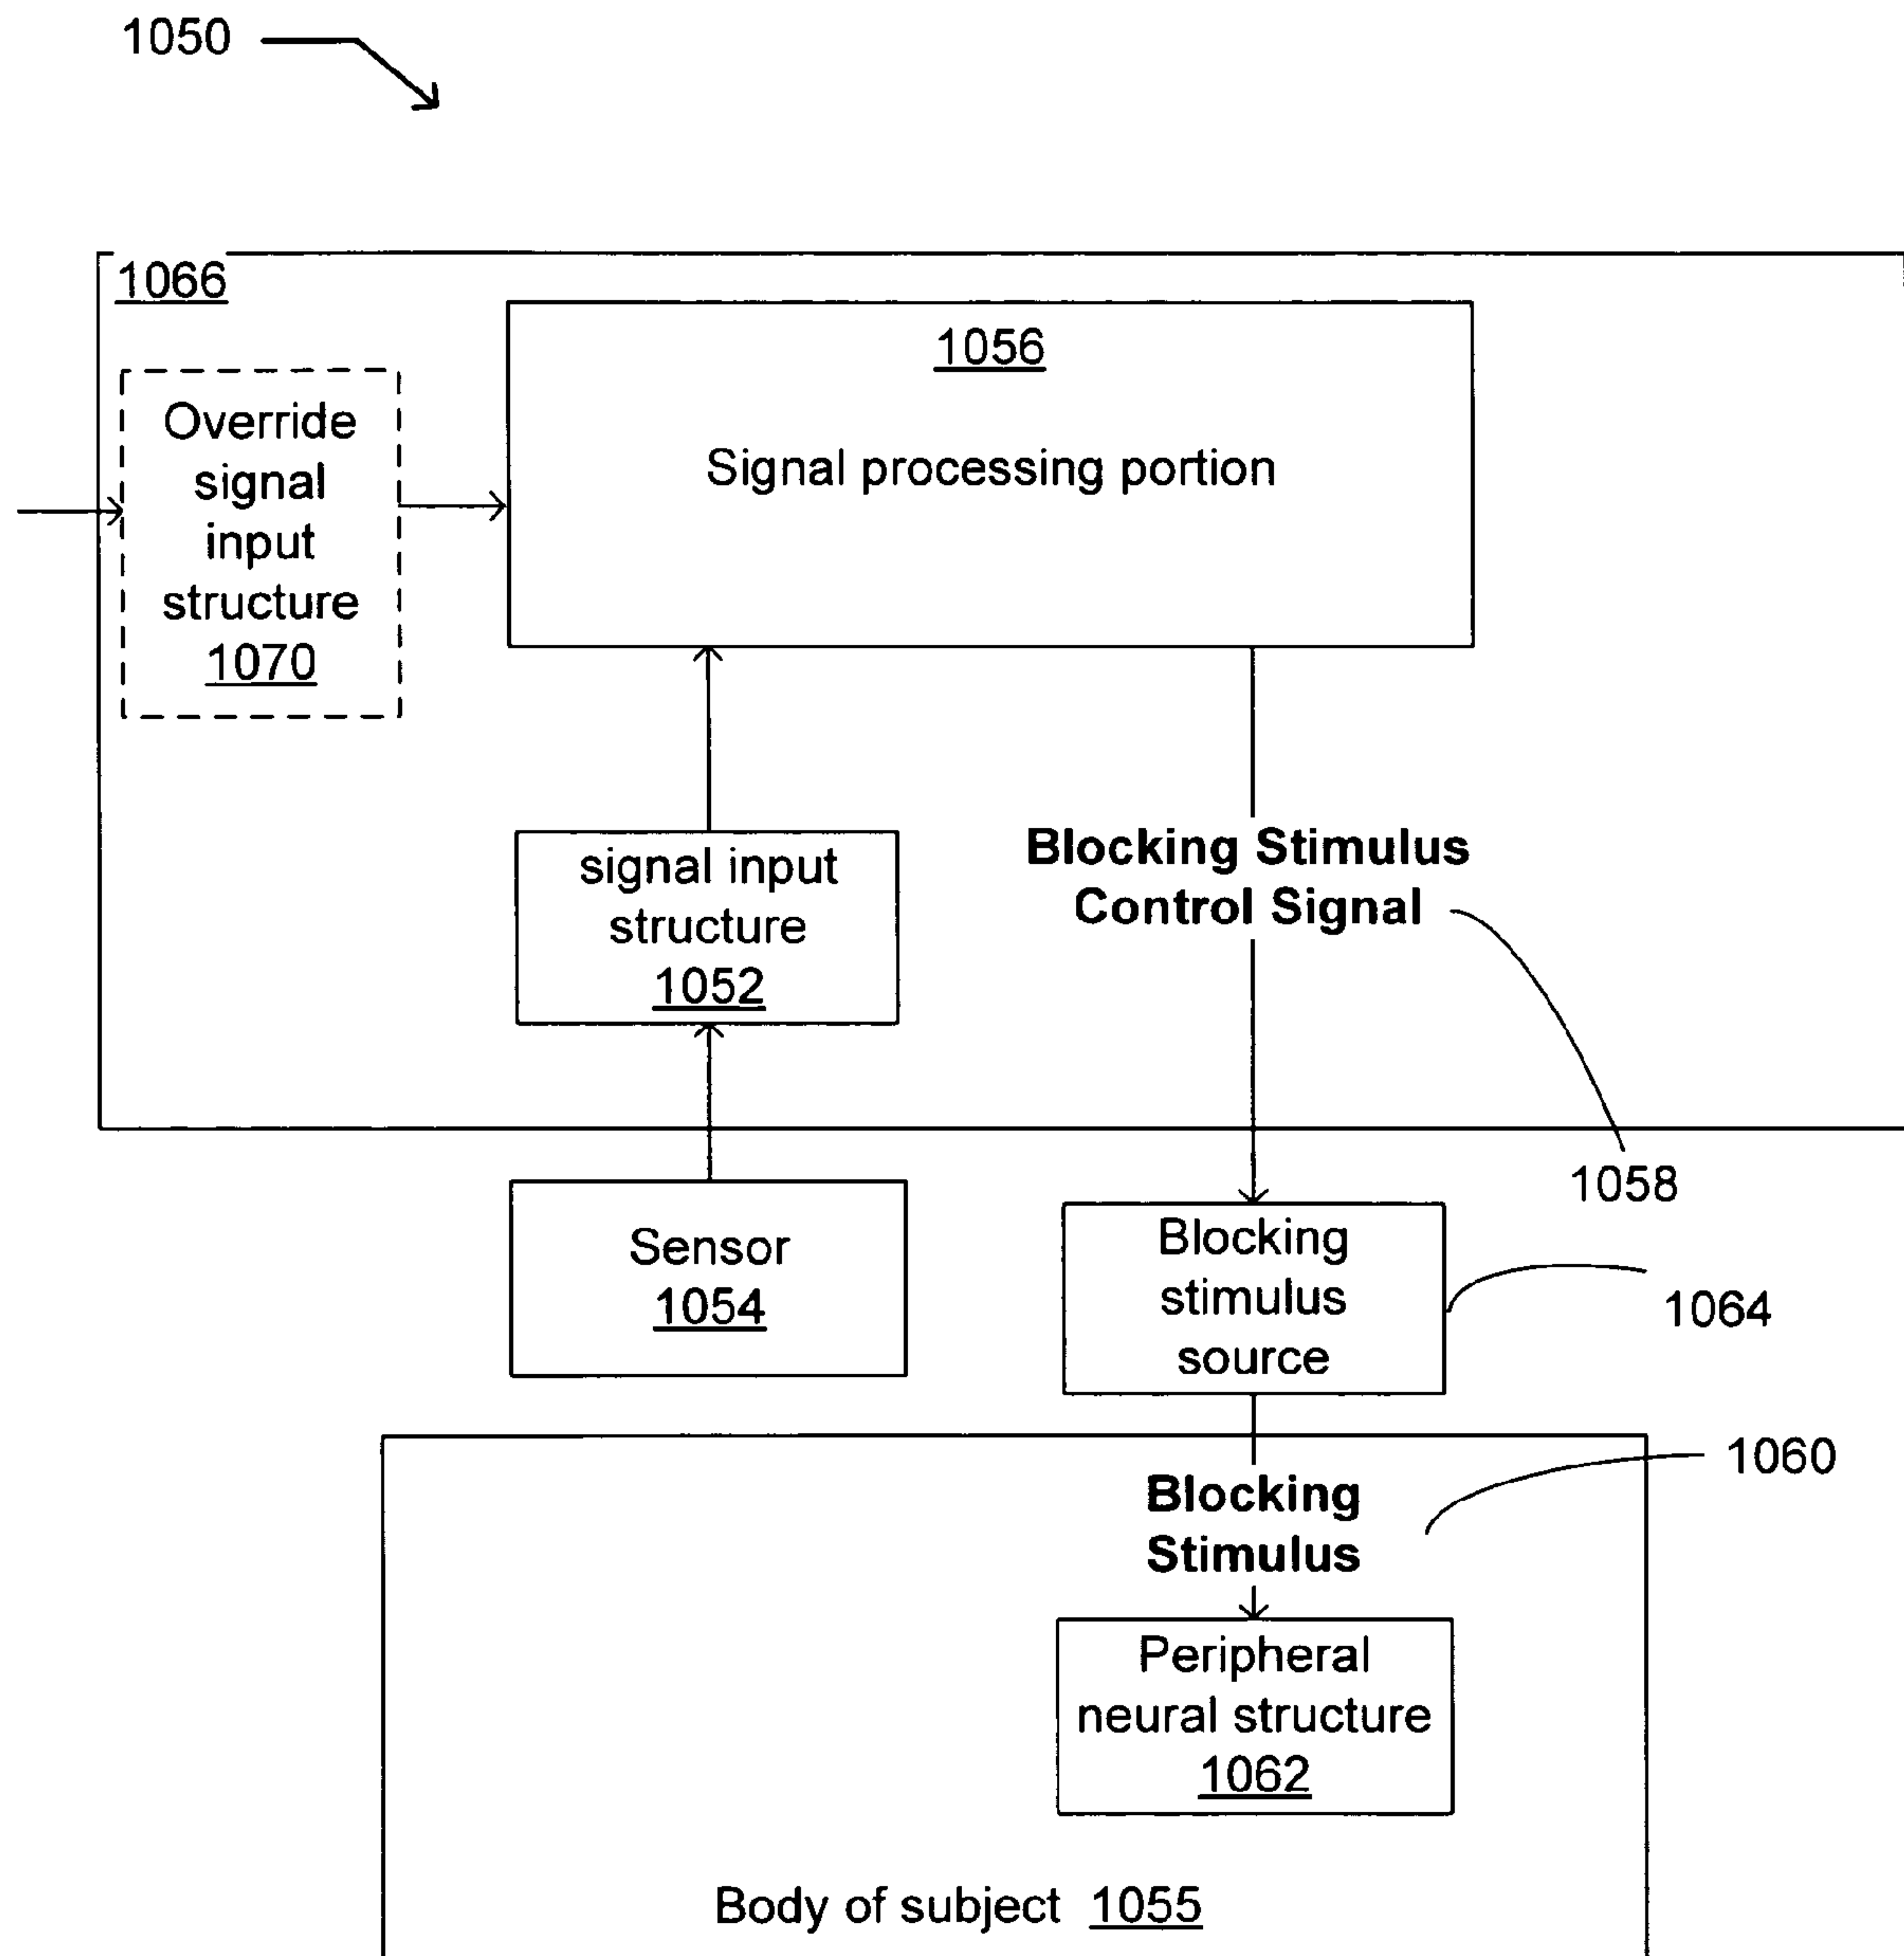 1050
1066
1056
Override
signal
input
structure
1070
Signal processing portion
signal input
structure
1052
Blocking Stimulus
Control Signal
1058
Sensor
1054
Blocking
stimulus
source
1064
1060
Blocking
Stimulus
Peripheral
neural structure
1062
Body of subject 1055